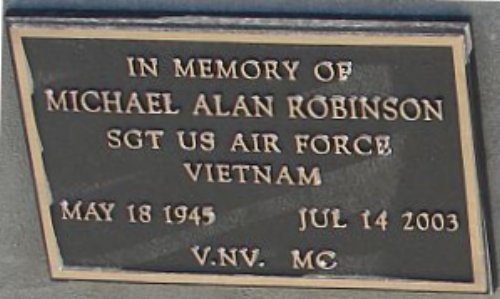 IN MEMORY OF
MICHAEL ALAN ROBINSON
SGT US AIR FORCE
VIETNAM
MAY 18 1945 JUL 14 2003
V.NV. MC